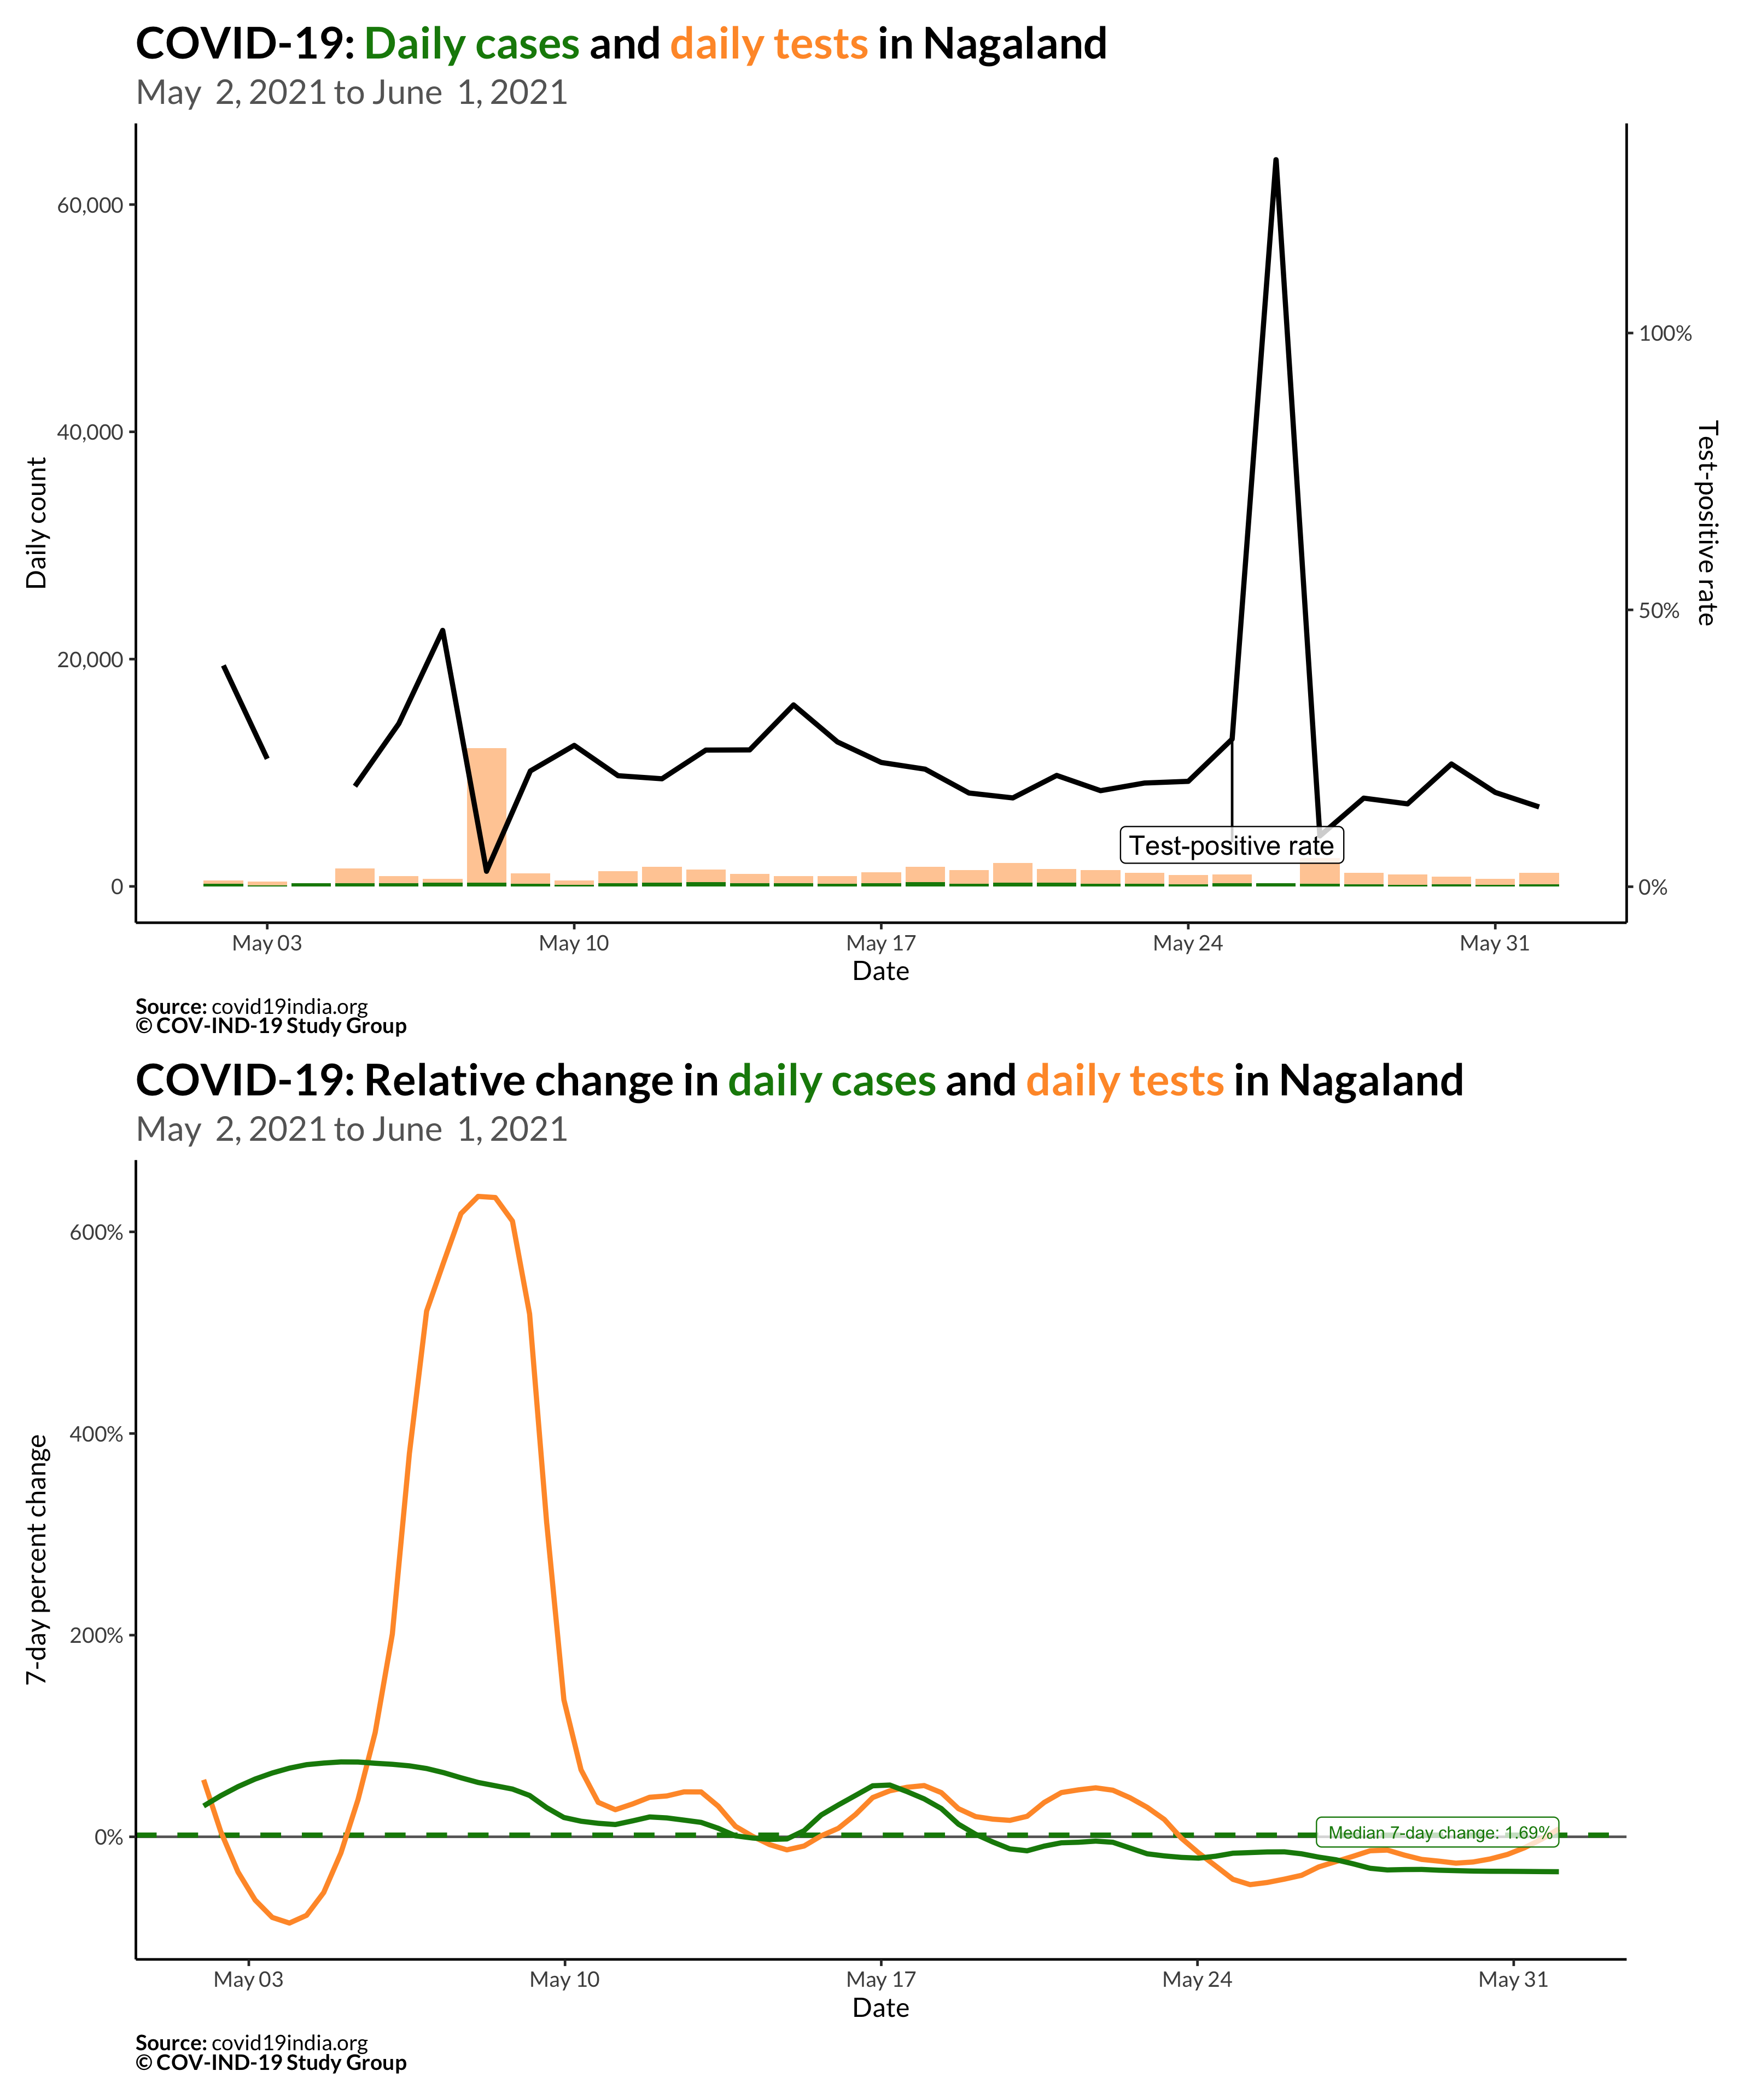 COVID-19: Daily cases and daily tests in Nagaland
May 2, 2021 to June 1, 2021
60,000
40,000
20,000
0
Daily count
100%
50%
0%
Test-positive rate
Test-positive rate
May 03
May 10
May 17
May 24
May 31
Date
Source: covid19india.org
© COV-IND-19 Study Group
COVID-19: Relative change in daily cases and daily tests in Nagaland
May 2, 2021 to June 1, 2021
600%
400%
200%
0%
7-day percent change
Median 7-day change: 1.69%
May 03
May 10
May 17
May 24
May 31
Date
Source: covid19india.org
© COV-IND-19 Study Group